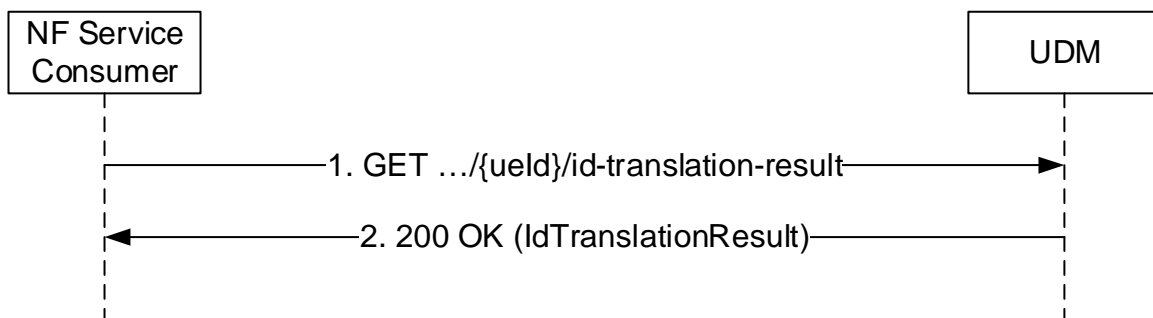 NF Service
Consumer
UDM
1. GET …/{ueId}/id-translation-result
2. 200 OK (IdTranslationResult)